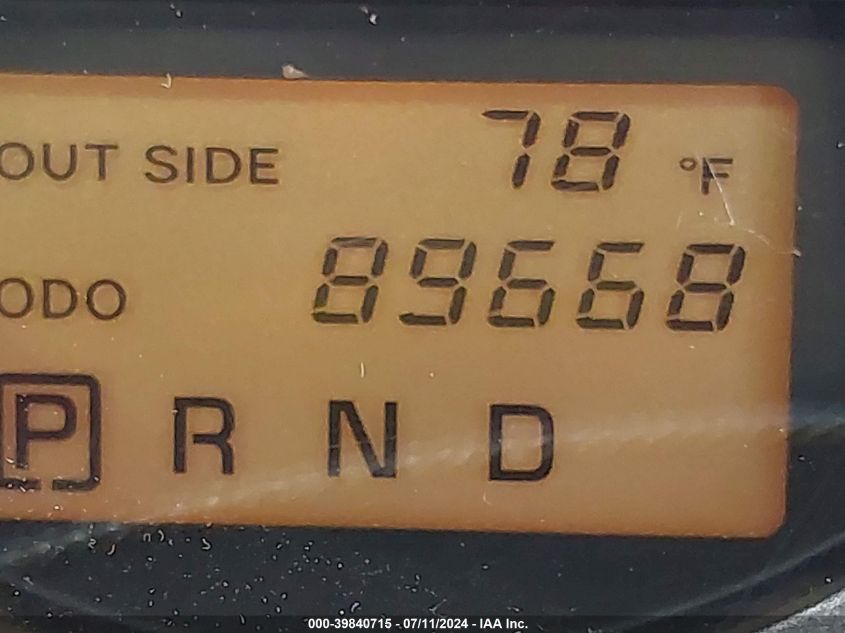 OUT SIDE 78 °F
ODO 89668
P R N D
000-39840715 - 07/11/2024 - IAA Inc.